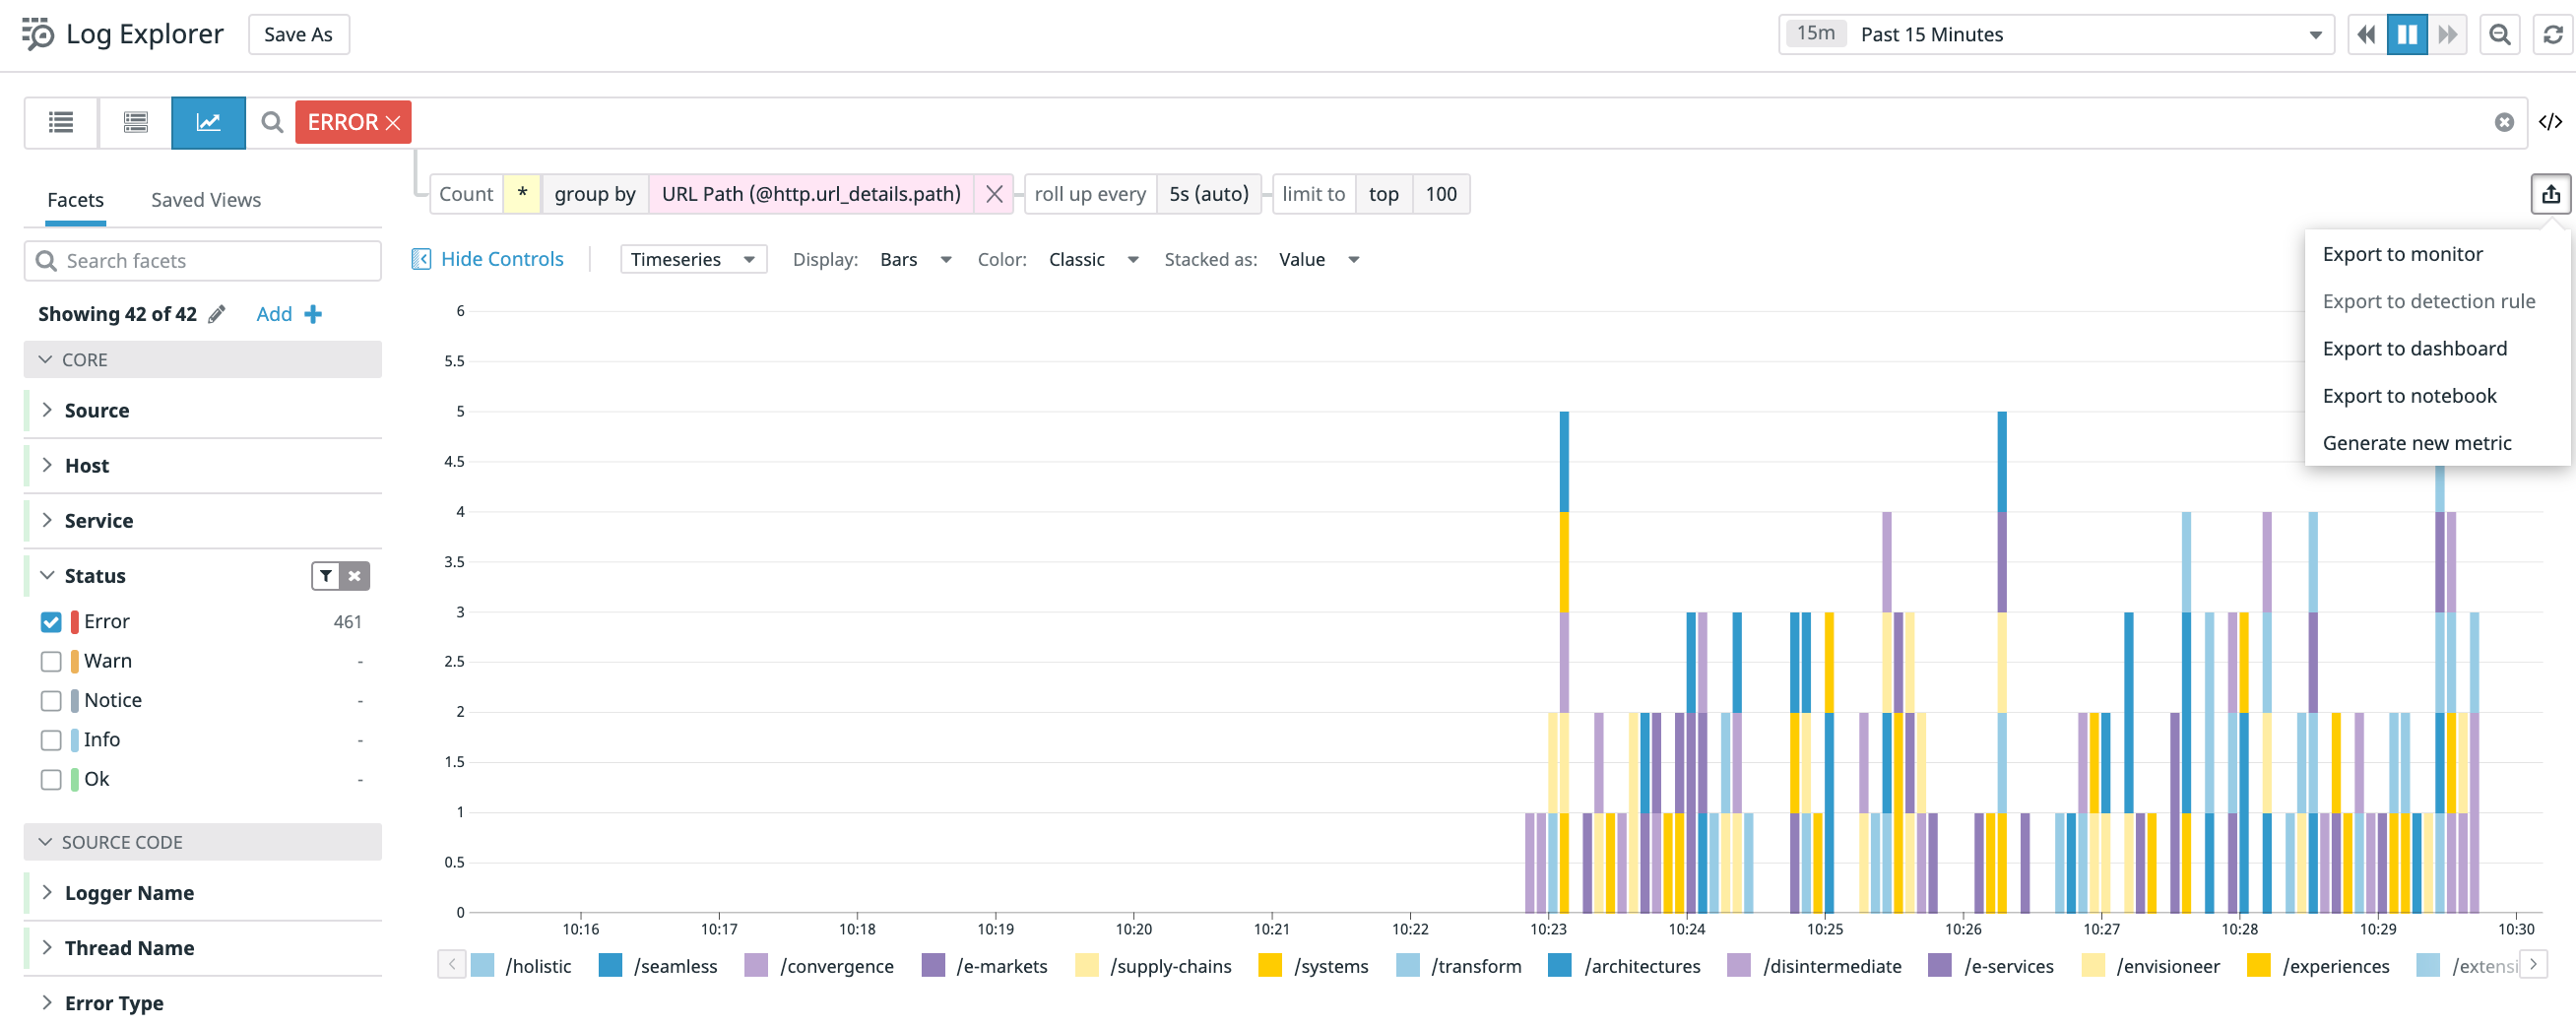 Log Explorer Save As 15m Past 15 Minutes
ERROR </>
Count * group by URL Path (@http.url_details.path) roll up every 5s (auto) limit to top 100
Facets Saved Views
Hide Controls Timeseries Display: Bars Color: Classic Stacked as: Value
Export to monitor
Export to detection rule
Export to dashboard
Export to notebook
Generate new metric
Search facets
Showing 42 of 42 Add
CORE
Source
Host
Service
Status
Error 461
Warn -
Notice -
Info -
Ok -
SOURCE CODE
Logger Name
Thread Name
Error Type
6
5.5
5
4.5
4
3.5
3
2.5
2
1.5
1
0.5
0
10:16 10:17 10:18 10:19 10:20 10:21 10:22 10:23 10:24 10:25 10:26 10:27 10:28 10:29 10:30
/holistic /seamless /convergence /e-markets /supply-chains /systems /transform /architectures /disintermediate /e-services /envisioneer /experiences /extensi